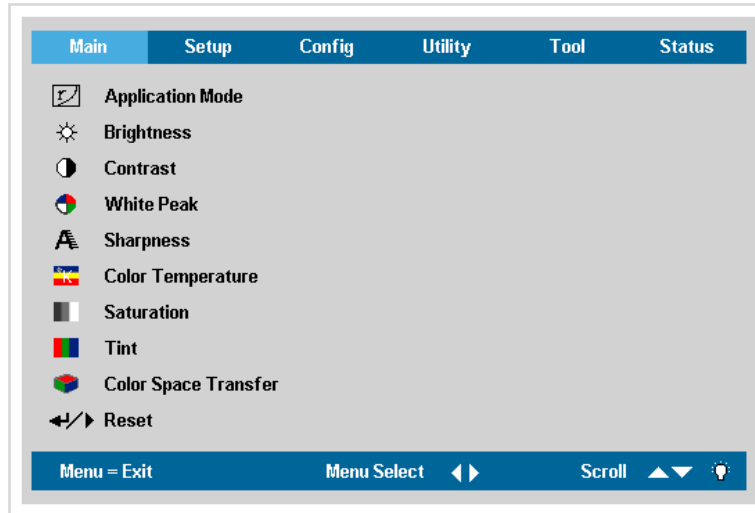 Main Setup Config Utility Tool Status
Application Mode
Brightness
Contrast
White Peak
Sharpness
Color Temperature
Saturation
Tint
Color Space Transfer
Reset
Menu = Exit Menu Select Scroll